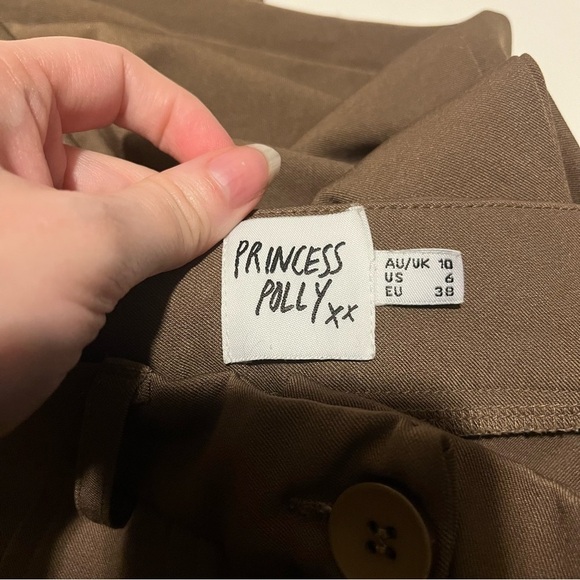 PRINCESS
POLLY xx
AU/UK 10
US 6
EU 38